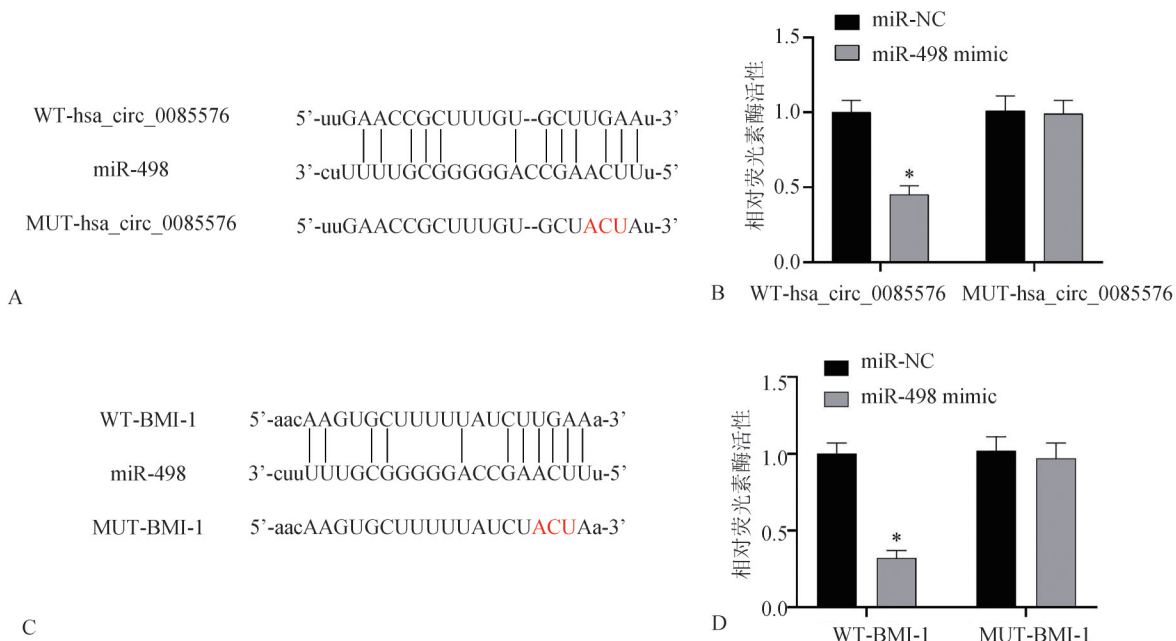 WT-hsa_circ_0085576 5’-uuGAACCGCUUUGU--GCUUGAAu-3’
miR-498 3’-cuUUUUGCGGGGGACCGAACUUu-5’
MUT-hsa_circ_0085576 5’-uuGAACCGCUUUGU--GCUACUAu-3’
A
miR-NC
miR-498 mimic
相对荧光素酶活性
1.5
1.0
0.5
0.0
*
WT-hsa_circ_0085576 MUT-hsa_circ_0085576
B
WT-BMI-1 5’-aacAAGUGCUUUUUAUCUUGAAa-3’
miR-498 3’-cuuUUUGCGGGGGACCGAACUUu-5’
MUT-BMI-1 5’-aacAAGUGCUUUUUAUCUACUAa-3’
C
miR-NC
miR-498 mimic
相对荧光素酶活性
1.5
1.0
0.5
0.0
*
WT-BMI-1 MUT-BMI-1
D